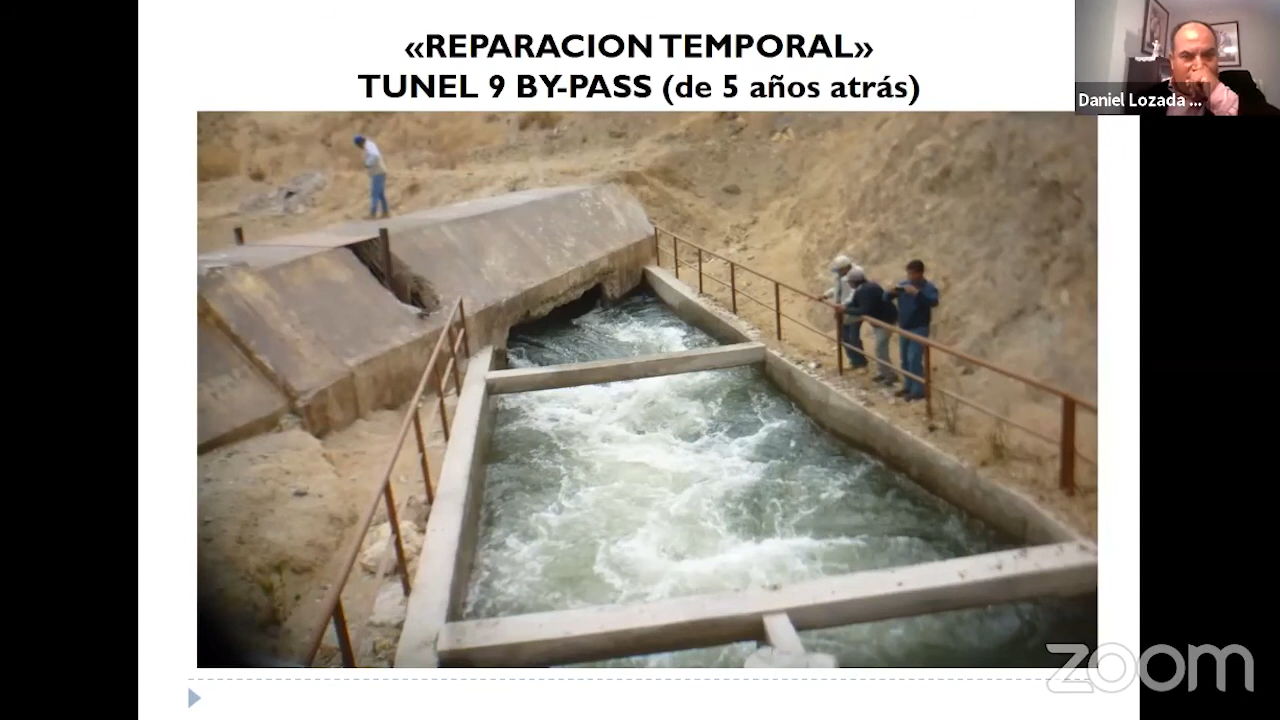 «REPARACION TEMPORAL»
TUNEL 9 BY-PASS (de 5 años atrás)
Daniel Lozada ...
zoom